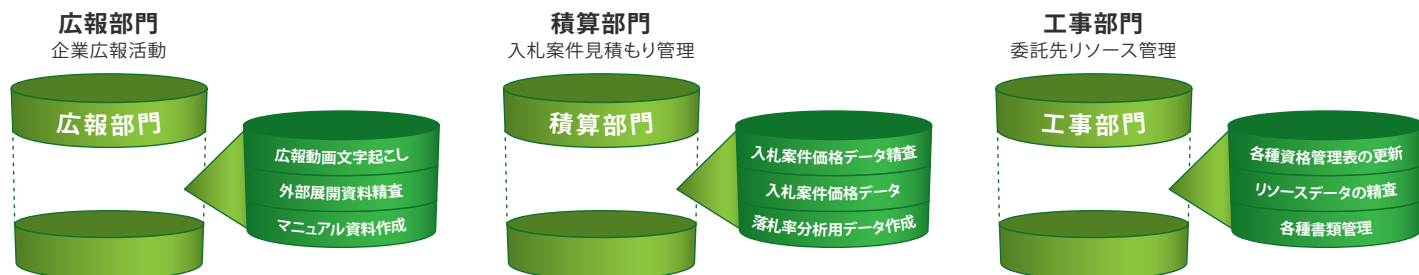 広報部門
企業広報活動
広報部門
広報動画文字起こし
外部展開資料精査
マニュアル資料作成
積算部門
入札案件見積もり管理
積算部門
入札案件価格データ精査
入札案件価格データ
落札率分析用データ作成
工事部門
委託先リソース管理
工事部門
各種資格管理表の更新
リソースデータの精査
各種書類管理